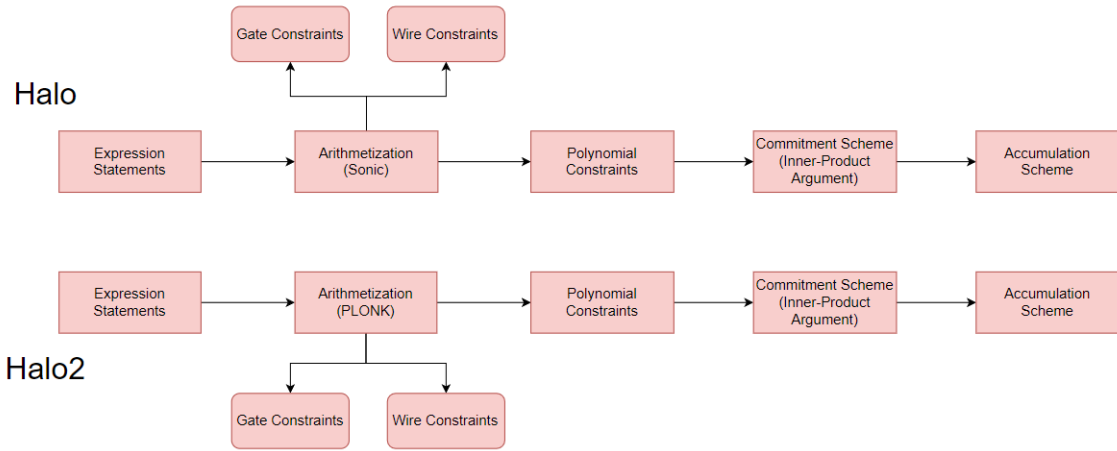 Gate Constraints
Wire Constraints
Halo
Expression
Statements
Arithmetization
(Sonic)
Polynomial
Constraints
Commitment Scheme
(Inner-Product
Argument)
Accumulation
Scheme
Expression
Statements
Arithmetization
(PLONK)
Polynomial
Constraints
Commitment Scheme
(Inner-Product
Argument)
Accumulation
Scheme
Halo2
Gate Constraints
Wire Constraints